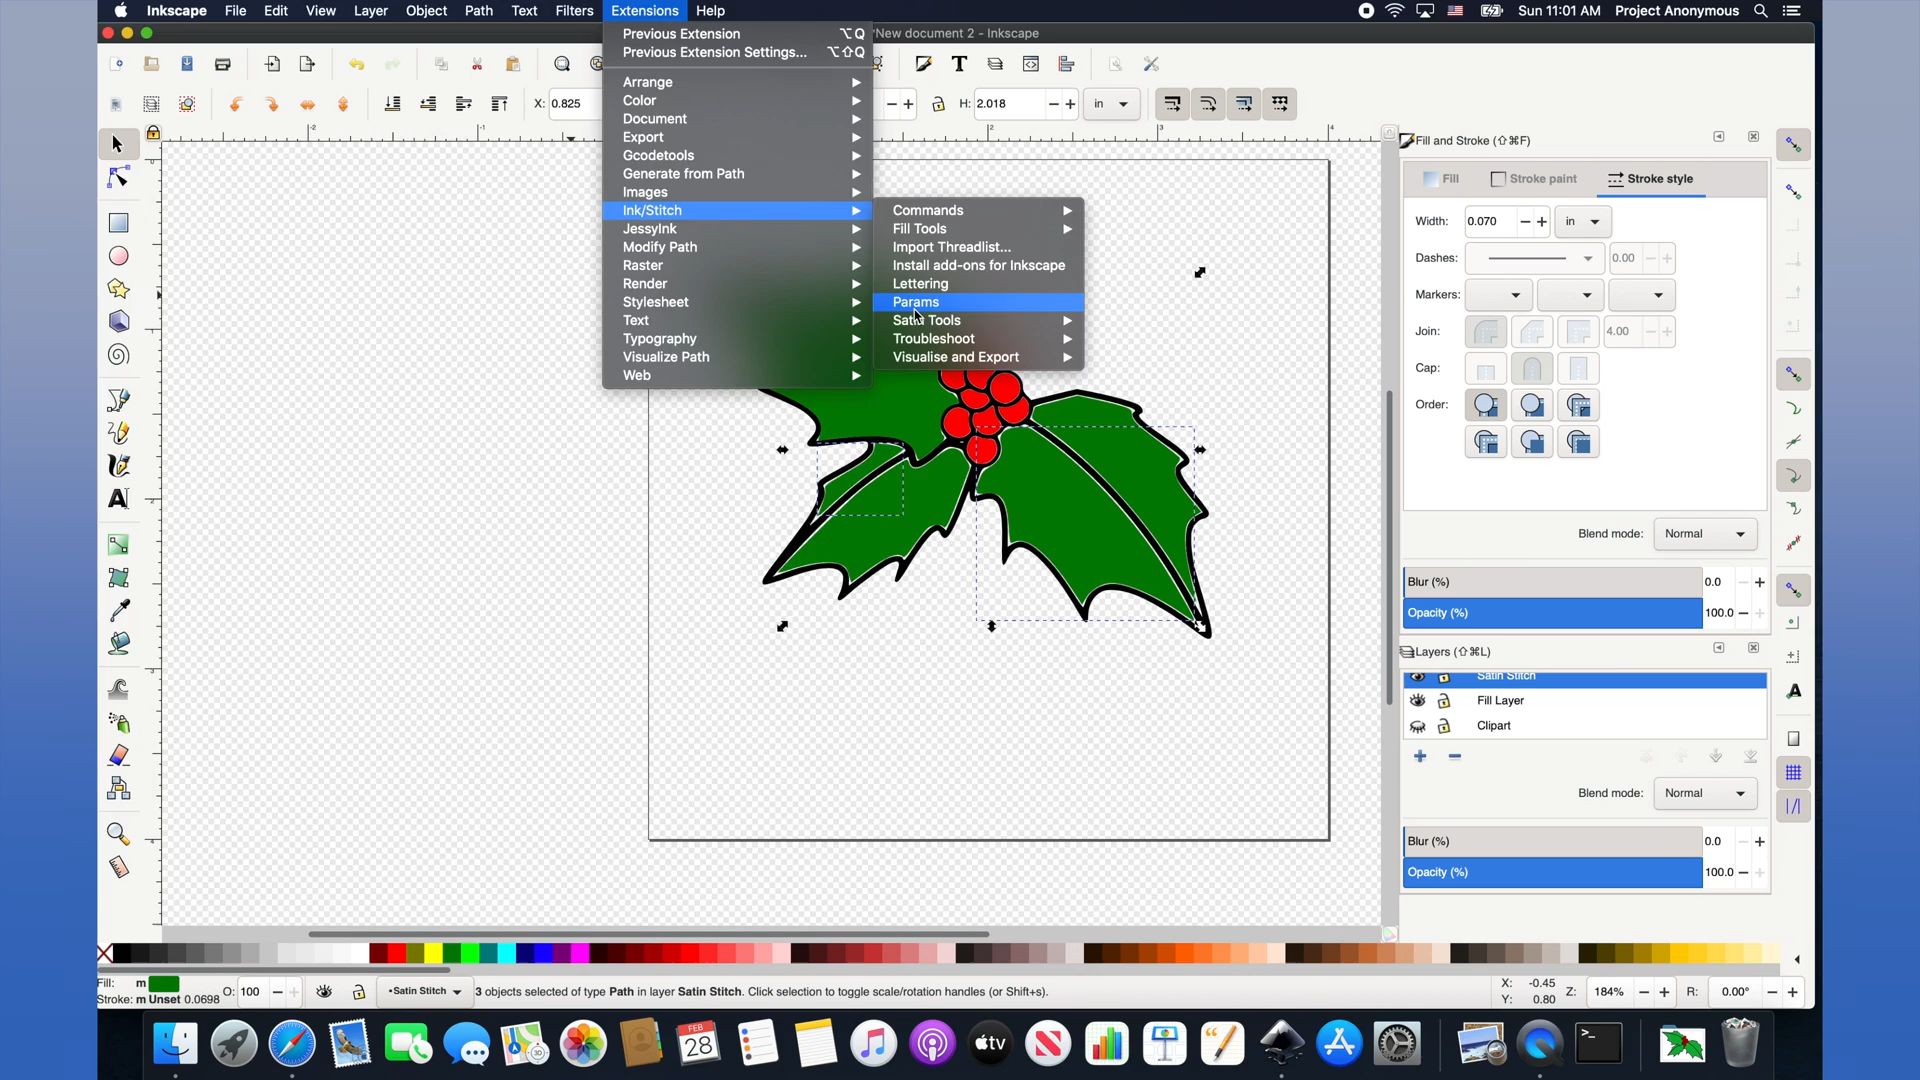 Inkscape File Edit View Layer Object Path Text Filters Extensions Help
Sun 11:01 AM Project Anonymous
*New document 2 - Inkscape
Previous Extension ⌥Q
Previous Extension Settings... ⌥⇧Q
Arrange
Color
Document
Export
Gcodetools
Generate from Path
Images
Ink/Stitch
JessyInk
Modify Path
Raster
Render
Stylesheet
Text
Typography
Visualize Path
Web
Commands
Fill Tools
Import Threadlist...
Install add-ons for Inkscape
Lettering
Params
Satin Tools
Troubleshoot
Visualise and Export
X: 0.825
H: 2.018
in
-2 -1 2 3 4
Fill and Stroke (⇧⌘F)
Fill Stroke paint Stroke style
Width: 0.070 in
Dashes: 0.00
Markers:
Join: 4.00
Cap:
Order:
Blend mode: Normal
Blur (%) 0.0
Opacity (%) 100.0
Layers (⇧⌘L)
Satin Stitch
Fill Layer
Clipart
Blend mode: Normal
Blur (%) 0.0
Opacity (%) 100.0
Fill: m
Stroke: m Unset 0.0698
O: 100
•Satin Stitch
3 objects selected of type Path in layer Satin Stitch. Click selection to toggle scale/rotation handles (or Shift+s).
X: -0.45
Y: 0.80
Z: 184%
R: 0.00°
FEB
28
3D
tv
>_